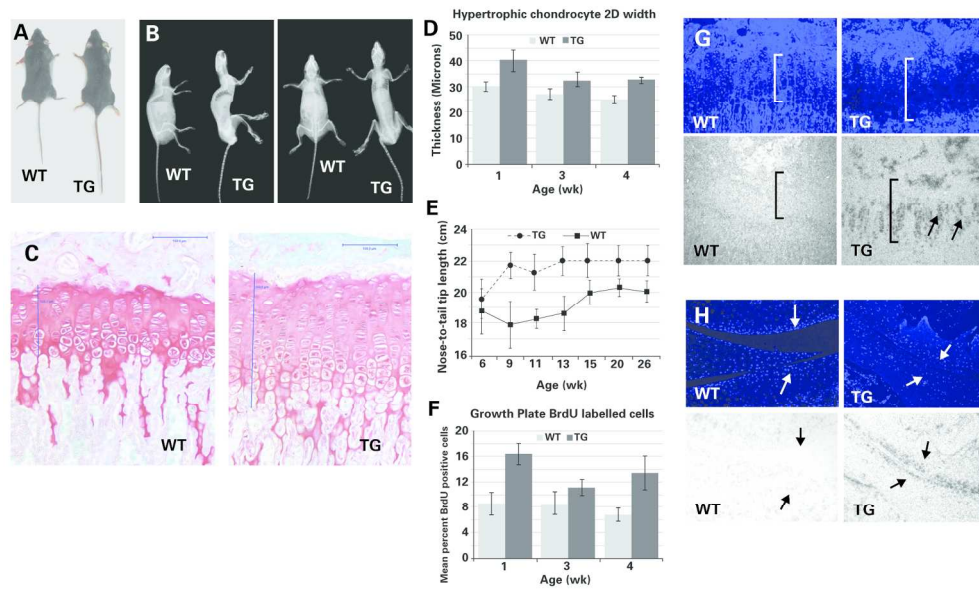 A
WT
TG
B
WT
TG
WT
TG
C
WT
TG
D
Hypertrophic chondrocyte 2D width
WT TG
Thickness (Microns)
50
40
30
20
10
0
1 3 4
Age (wk)
E
TG WT
Nose-to-tail tip length (cm)
24
22
20
18
16
6 9 11 13 15 20 26
Age (wk)
F
Growth Plate BrdU labelled cells
WT TG
Mean percent BrdU positive cells
20
16
12
8
4
0
1 3 4
Age (wk)
G
WT
TG
WT
TG
H
WT
TG
WT
TG